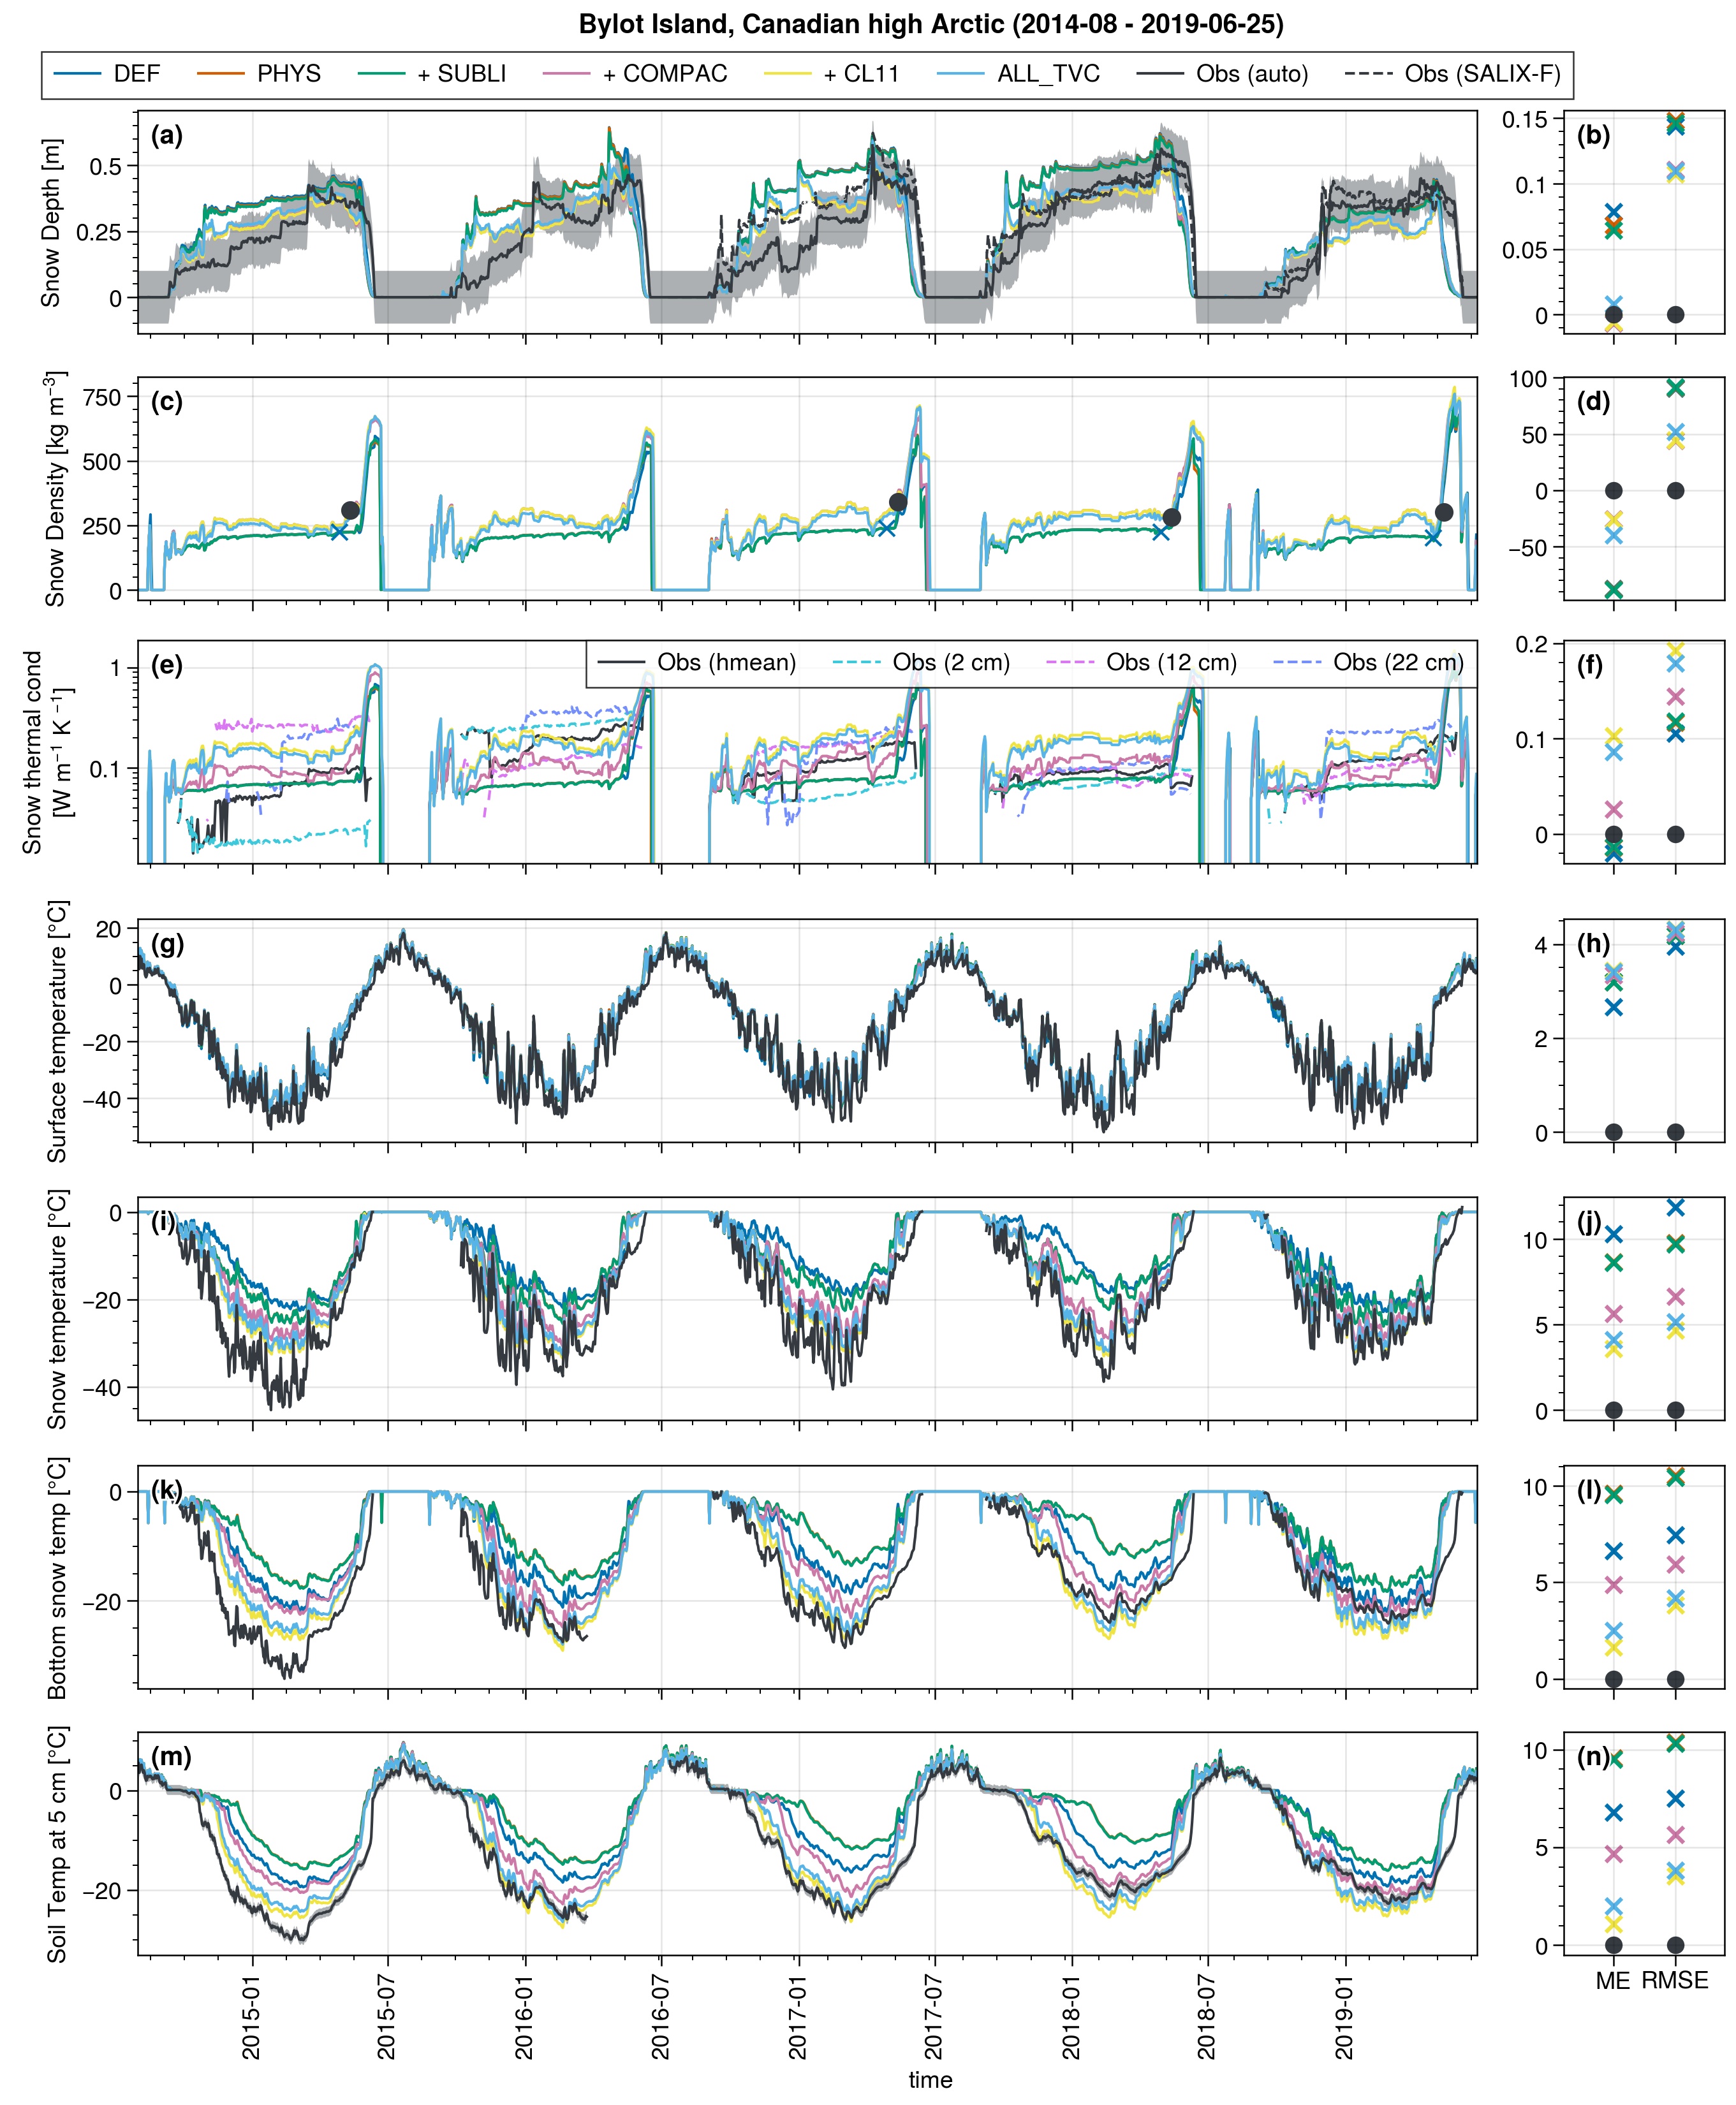 Bylot Island, Canadian high Arctic (2014-08 - 2019-06-25)
DEF PHYS + SUBLI + COMPAC + CL11 ALL_TVC Obs (auto) Obs (SALIX-F)
Snow Depth [m]
(a)
0.5
0.25
0
(b)
0.15
0.1
0.05
0
Snow Density [kg m⁻³]
(c)
750
500
250
0
(d)
100
50
0
−50
Snow thermal cond
[W m⁻¹ K⁻¹]
(e)
Obs (hmean) Obs (2 cm) Obs (12 cm) Obs (22 cm)
1
0.1
(f)
0.2
0.1
0
Surface temperature [°C]
(g)
20
0
−20
−40
(h)
4
2
0
Snow temperature [°C]
(i)
0
−20
−40
(j)
10
5
0
Bottom snow temp [°C]
(k)
0
−20
(l)
10
5
0
Soil Temp at 5 cm [°C]
(m)
0
−20
(n)
10
5
0
2015-01 2015-07 2016-01 2016-07 2017-01 2017-07 2018-01 2018-07 2019-01
ME RMSE
time